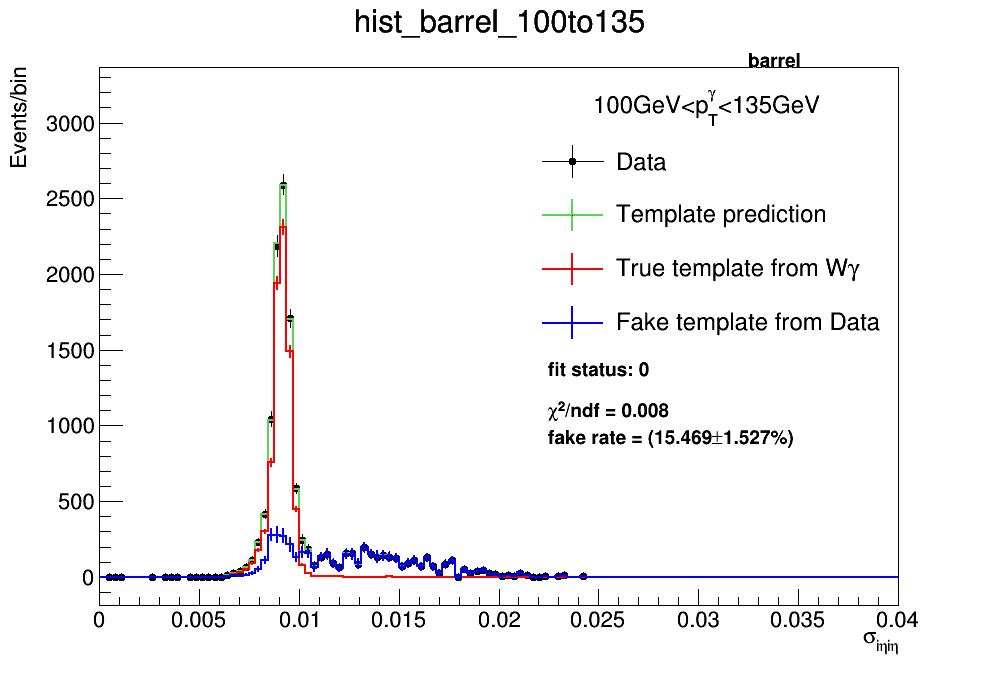 hist_barrel_100to135
barrel
Events/bin
100GeV<p_T^γ<135GeV
Data
Template prediction
True template from Wγ
Fake template from Data
fit status: 0
χ²/ndf = 0.008
fake rate = (15.469±1.527%)
3000
2500
2000
1500
1000
500
0
0 0.005 0.01 0.015 0.02 0.025 0.03 0.035 0.04
σ_iηiη